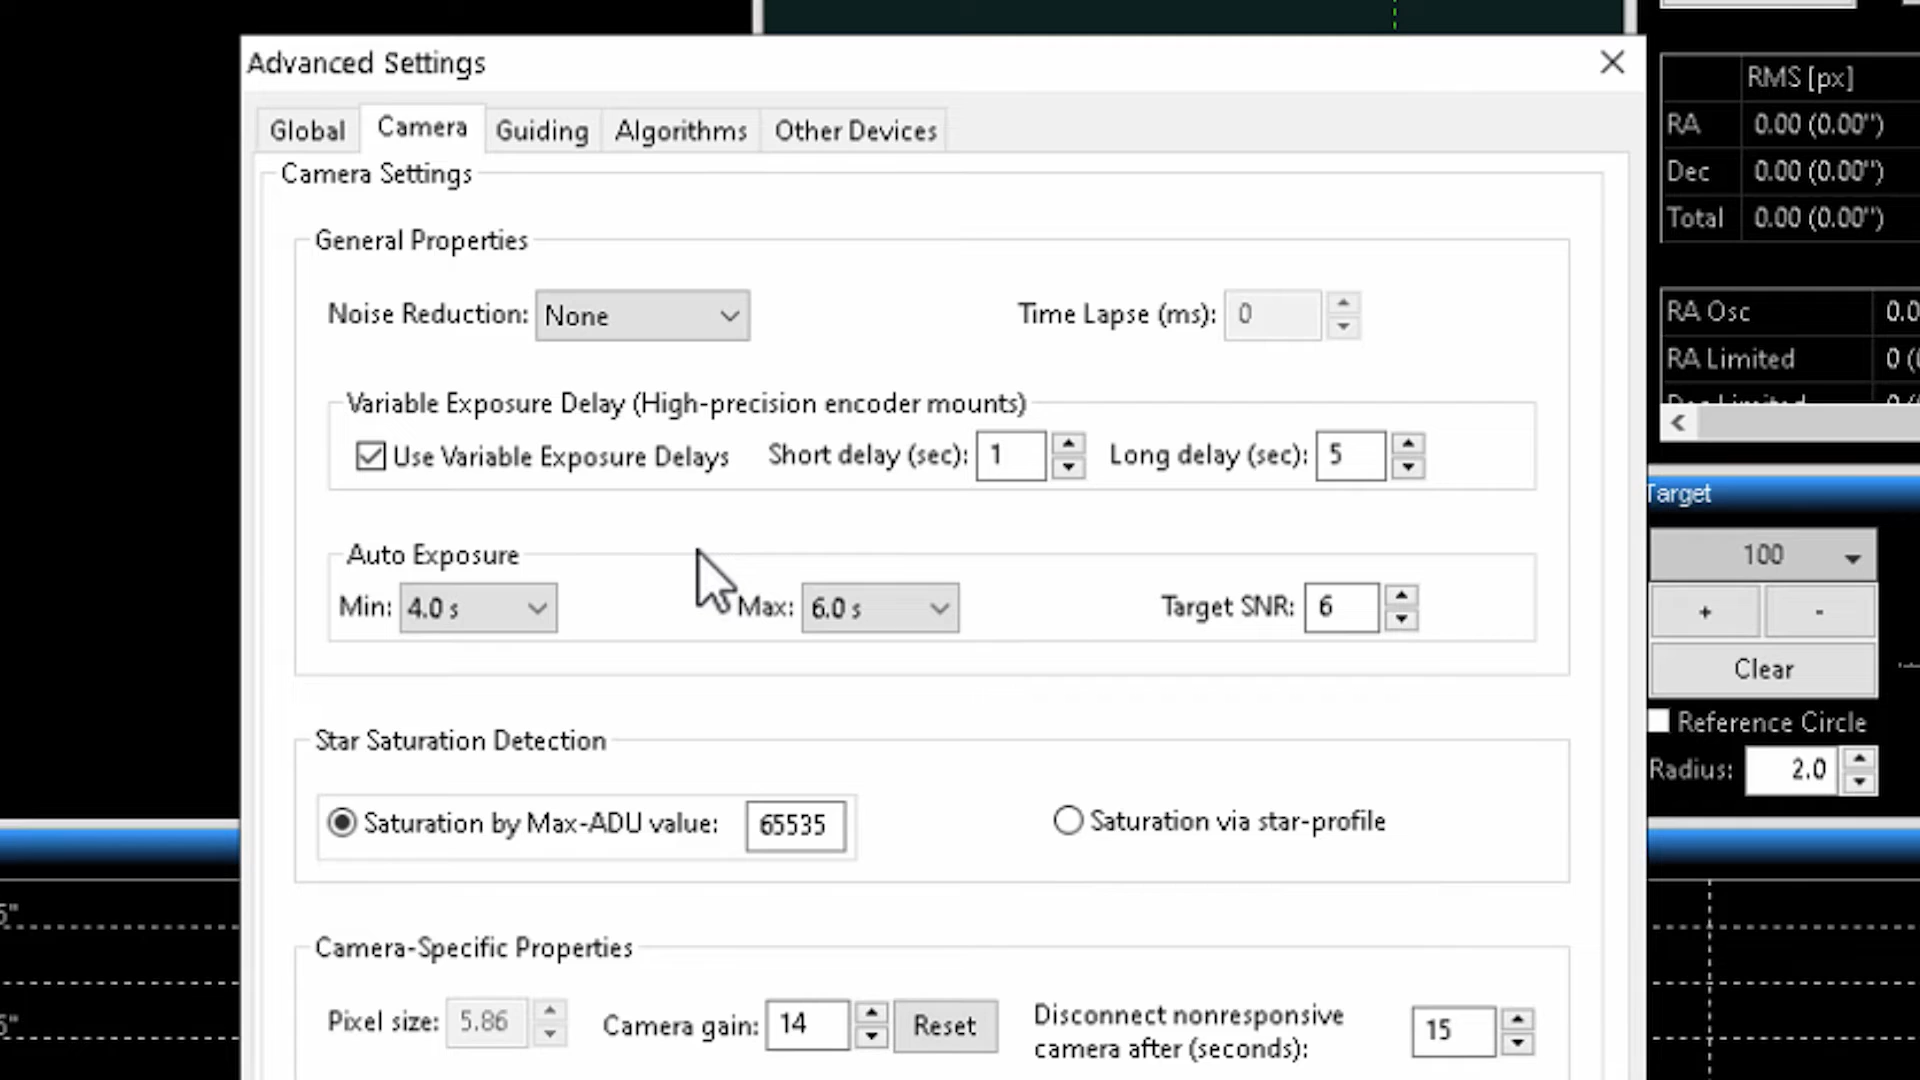 Advanced Settings
Global Camera Guiding Algorithms Other Devices
Camera Settings
General Properties
Noise Reduction: None Time Lapse (ms): 0
Variable Exposure Delay (High-precision encoder mounts)
Use Variable Exposure Delays Short delay (sec): 1 Long delay (sec): 5
Auto Exposure
Min: 4.0 s Max: 6.0 s Target SNR: 6
Star Saturation Detection
Saturation by Max-ADU value: 65535 Saturation via star-profile
Camera-Specific Properties
Pixel size: 5.86 Camera gain: 14 Reset Disconnect nonresponsive
camera after (seconds): 15
RMS [px]
RA 0.00 (0.00")
Dec 0.00 (0.00")
Total 0.00 (0.00")
RA Osc 0.0
RA Limited 0 (
Target
100
+ -
Clear
Reference Circle
Radius: 2.0